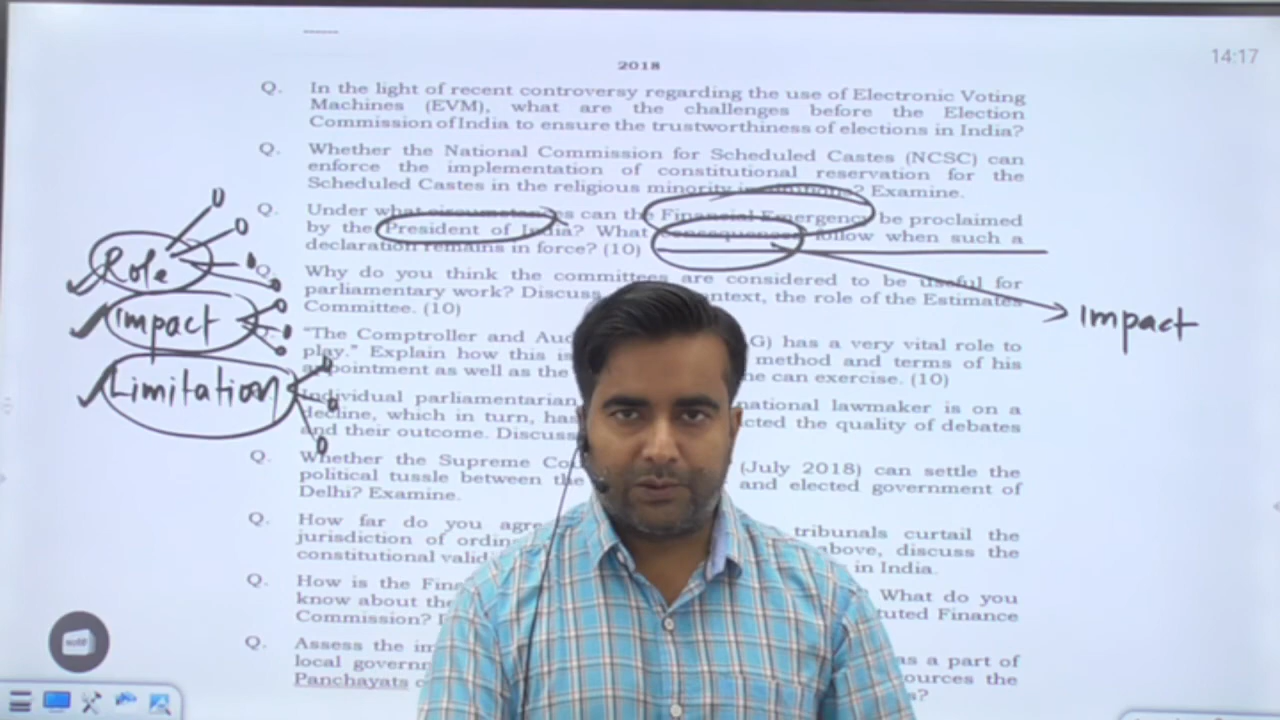 14:17
2018
Q. In the light of recent controversy regarding the use of Electronic Voting
Machines (EVM), what are the challenges before the Election
Commission of India to ensure the trustworthiness of elections in India?
Q. Whether the National Commission for Scheduled Castes (NCSC) can
enforce the implementation of constitutional reservation for the
Scheduled Castes in the religious minority institutions? Examine.
Q. Under what circumstances can the Financial Emergency be proclaimed
by the President of India? What consequences follow when such a
declaration remains in force? (10)
Q. Why do you think the committees are considered to be useful for
parliamentary work? Discuss context, the role of the Estimates
Committee. (10)
Q. "The Comptroller and Aud G) has a very vital role to
play." Explain how this is method and terms of his
appointment as well as the he can exercise. (10)
Individual parliamentarian national lawmaker is on a
decline, which in turn, has cted the quality of debates
and their outcome. Discuss
Q. Whether the Supreme Co (July 2018) can settle the
political tussle between the and elected government of
Delhi? Examine.
Q. How far do you agre tribunals curtail the
jurisdiction of ordin above, discuss the
constitutional validi in India.
Q. How is the Fina What do you
know about the tuted Finance
Commission?
Q. Assess the im as a part of
local governm ources the
Panchayats
Role
Impact
Limitation
Impact